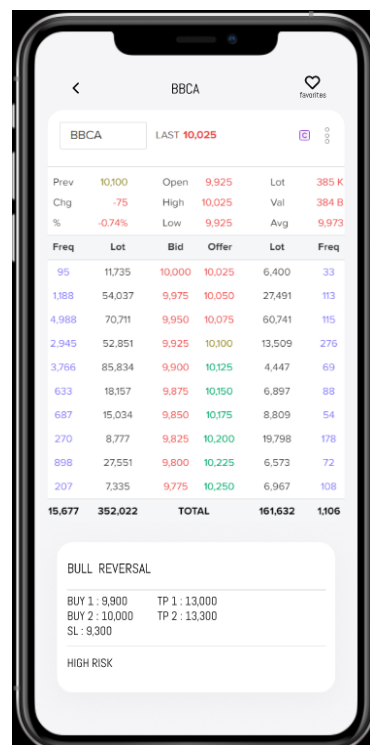 BBCA
favorites
BBCA LAST 10,025 C
Prev 10,100 Open 9,925 Lot 385 K
Chg -75 High 10,025 Val 384 B
% -0.74% Low 9,925 Avg 9,973
Freq Lot Bid Offer Lot Freq
95 11,735 10,000 10,025 6,400 33
1,188 54,037 9,975 10,050 27,491 113
4,988 70,711 9,950 10,075 60,741 115
2,945 52,851 9,925 10,100 13,509 276
3,766 85,834 9,900 10,125 4,447 69
633 18,157 9,875 10,150 6,897 88
687 15,034 9,850 10,175 8,809 54
270 8,777 9,825 10,200 19,798 178
898 27,551 9,800 10,225 6,573 72
207 7,335 9,775 10,250 6,967 108
15,677 352,022 TOTAL 161,632 1,106
BULL REVERSAL
BUY 1 : 9,900 TP 1 : 13,000
BUY 2 : 10,000 TP 2 : 13,300
SL : 9,300
HIGH RISK